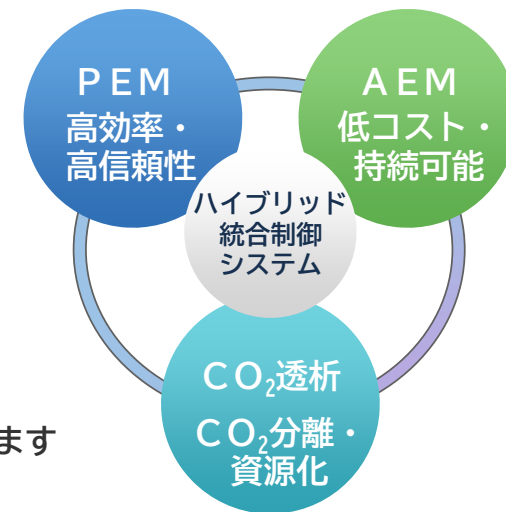 ＰＥＭ
高効率・
高信頼性
ＡＥＭ
低コスト・
持続可能
ハイブリッド
統合制御
システム
ＣＯ₂透析
ＣＯ₂分離・
資源化
ます